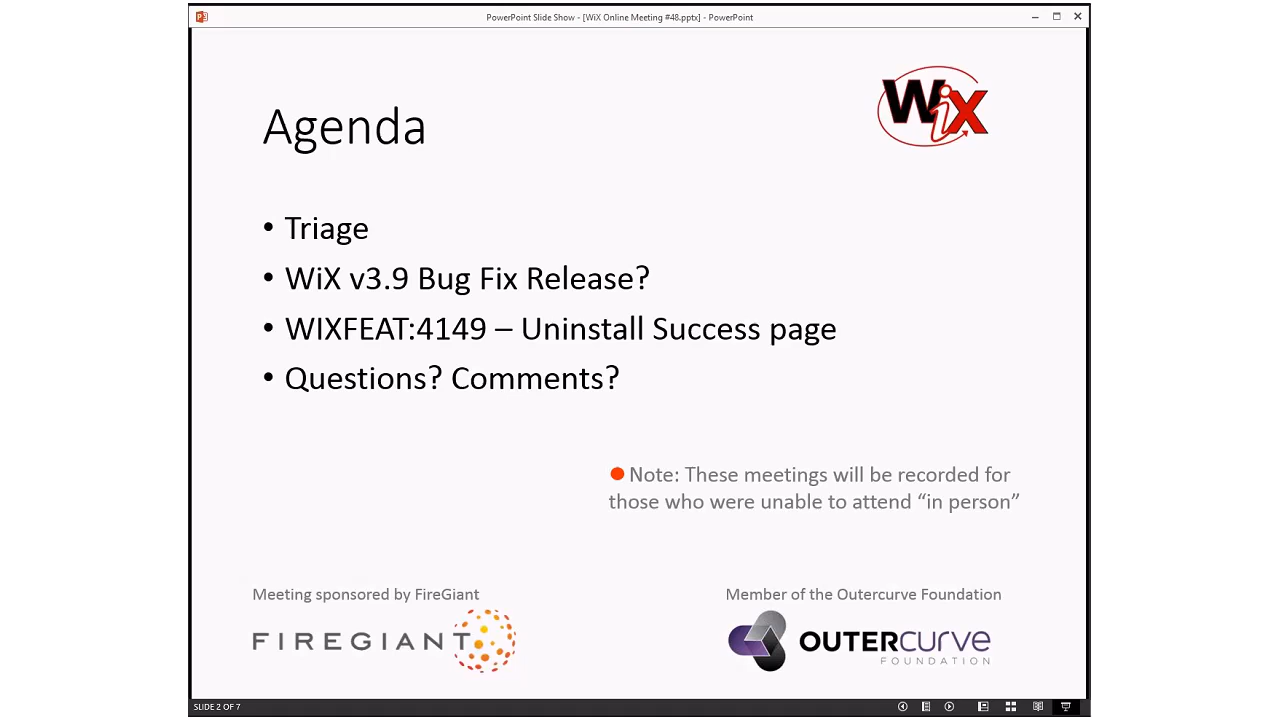 PowerPoint Slide Show - [WiX Online Meeting #48.pptx] - PowerPoint
WiX
Agenda
• Triage
• WiX v3.9 Bug Fix Release?
• WIXFEAT:4149 – Uninstall Success page
• Questions? Comments?
Note: These meetings will be recorded for
those who were unable to attend “in person”
Meeting sponsored by FireGiant
FIREGIANT
Member of the Outercurve Foundation
OUTERCURVE
FOUNDATION
SLIDE 2 OF 7